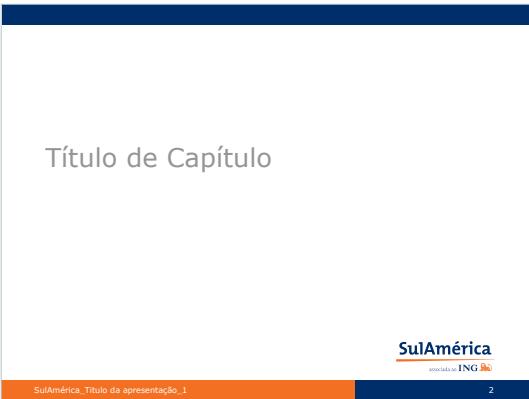 Título de Capítulo
SulAmérica
associada ao ING
SulAmérica_Titulo da apresentação_1
2